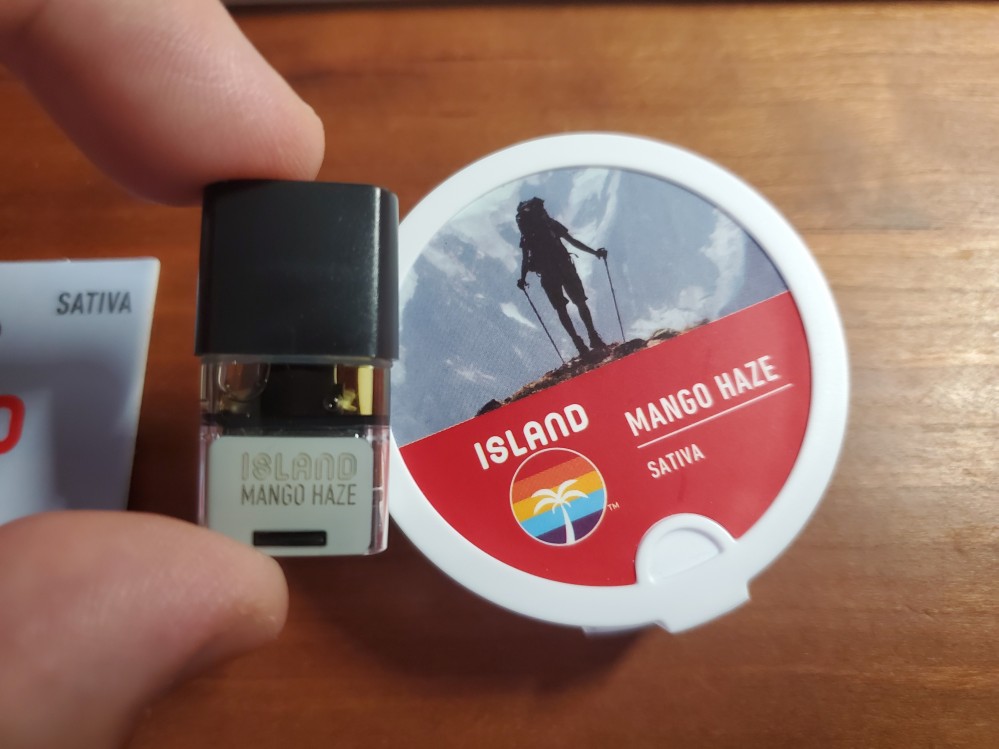 SATIVA
ISLAND
MANGO HAZE
ISLAND
TM
MANGO HAZE
SATIVA